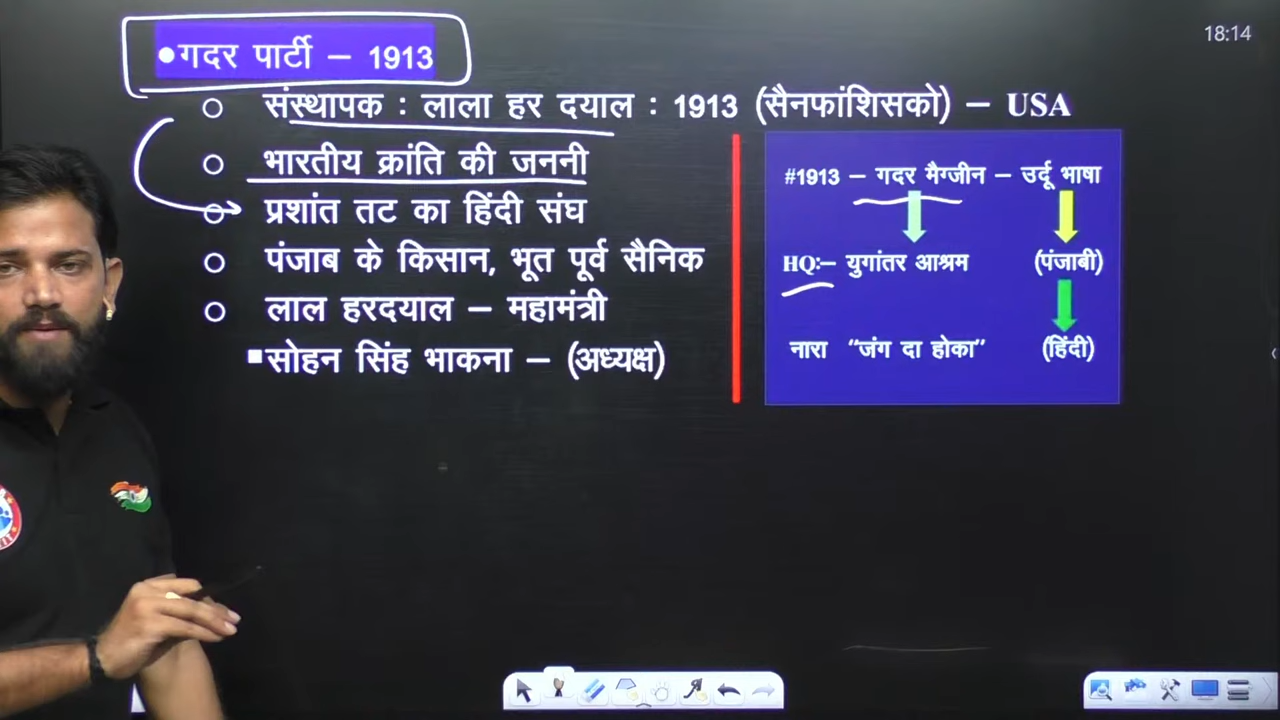 ●गदर पार्टी – 1913
18:14
संस्थापक : लाला हर दयाल : 1913 (सैनफांशिसको) – USA
भारतीय क्रांति की जननी
प्रशांत तट का हिंदी संघ
पंजाब के किसान, भूत पूर्व सैनिक
लाल हरदयाल – महामंत्री
■सोहन सिंह भाकना – (अध्यक्ष)
#1913 – गदर मैग्जीन – उर्दू भाषा
HQ:– युगांतर आश्रम (पंजाबी)
नारा “जंग दा होका” (हिंदी)